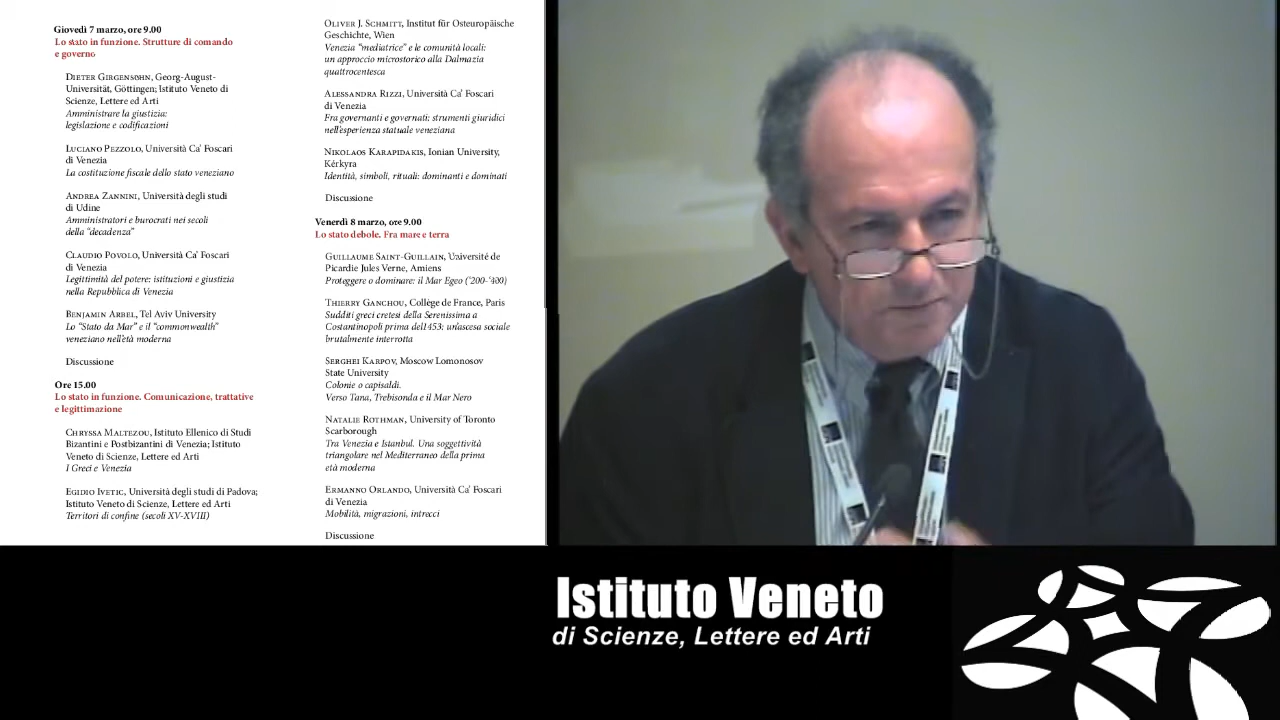 Giovedì 7 marzo, ore 9.00
Lo stato in funzione. Strutture di comando
e governo
Dieter Girgensohn, Georg-August-
Universität, Göttingen; Istituto Veneto di
Scienze, Lettere ed Arti
Amministrare la giustizia:
legislazione e codificazioni
Luciano Pezzolo, Università Ca' Foscari
di Venezia
La costituzione fiscale dello stato veneziano
Andrea Zannini, Università degli studi
di Udine
Amministratori e burocrati nei secoli
della "decadenza"
Claudio Povolo, Università Ca' Foscari
di Venezia
Legittimità del potere: istituzioni e giustizia
nella Repubblica di Venezia
Benjamin Arbel, Tel Aviv University
Lo "Stato da Mar" e il "commonwealth"
veneziano nell'età moderna
Discussione
Ore 15.00
Lo stato in funzione. Comunicazione, trattative
e legittimazione
Chryssa Maltezou, Istituto Ellenico di Studi
Bizantini e Postbizantini di Venezia; Istituto
Veneto di Scienze, Lettere ed Arti
I Greci e Venezia
Egidio Ivetic, Università degli studi di Padova;
Istituto Veneto di Scienze, Lettere ed Arti
Territori di confine (secoli XV-XVIII)
Oliver J. Schmitt, Institut für Osteuropäische
Geschichte, Wien
Venezia "mediatrice" e le comunità locali:
un approccio microstorico alla Dalmazia
quattrocentesca
Alessandra Rizzi, Università Ca' Foscari
di Venezia
Fra governanti e governati: strumenti giuridici
nell'esperienza statuale veneziana
Nikolaos Karapidakis, Ionian University,
Kérkyra
Identità, simboli, rituali: dominanti e dominati
Discussione
Venerdì 8 marzo, ore 9.00
Lo stato debole. Fra mare e terra
Guillaume Saint-Guillain, Université de
Picardie Jules Verne, Amiens
Proteggere o dominare: il Mar Egeo ('200-'400)
Thierry Ganchou, Collège de France, Paris
Sudditi greci cretesi della Serenissima a
Costantinopoli prima dell 453: un'ascesa sociale
brutalmente interrotta
Serghei Karpov, Moscow Lomonosov
State University
Colonie o capisaldi.
Verso Tana, Trebisonda e il Mar Nero
Natalie Rothman, University of Toronto
Scarborough
Tra Venezia e Istanbul. Una soggettività
triangolare nel Mediterraneo della prima
età moderna
Ermanno Orlando, Università Ca' Foscari
di Venezia
Mobilità, migrazioni, intrecci
Discussione
Istituto Veneto
di Scienze, Lettere ed Arti